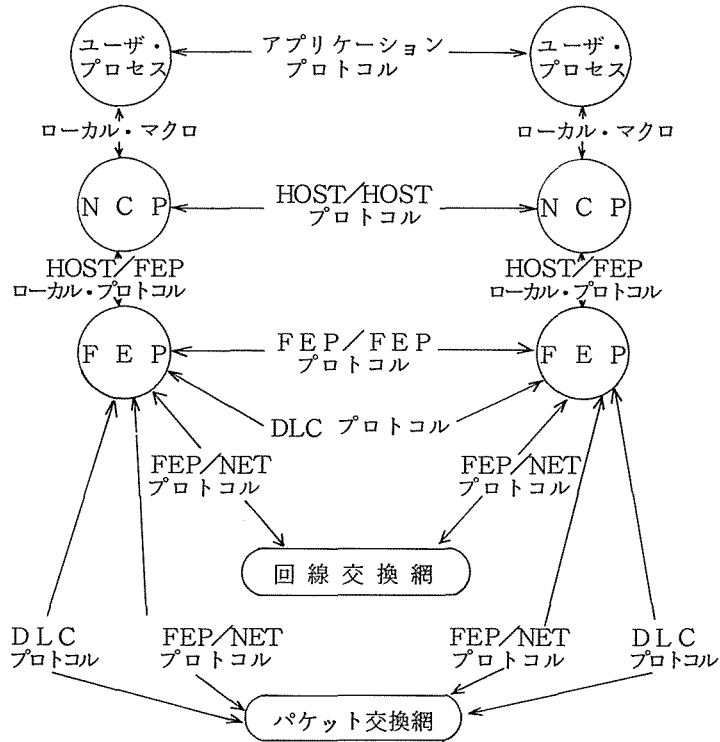 ユーザ・
プロセス
アプリケーション
プロトコル
ユーザ・
プロセス
ローカル・マクロ
ローカル・マクロ
N C P
HOST/HOST
プロトコル
N C P
HOST/FEP
ローカル・プロトコル
HOST/FEP
ローカル・プロトコル
F E P
F E P/F E P
プロトコル
F E P
DLC プロトコル
FEP/NET
プロトコル
FEP/NET
プロトコル
回線交換網
D L C
プロトコル
FEP/NET
プロトコル
FEP/NET
プロトコル
D L C
プロトコル
パケット交換網